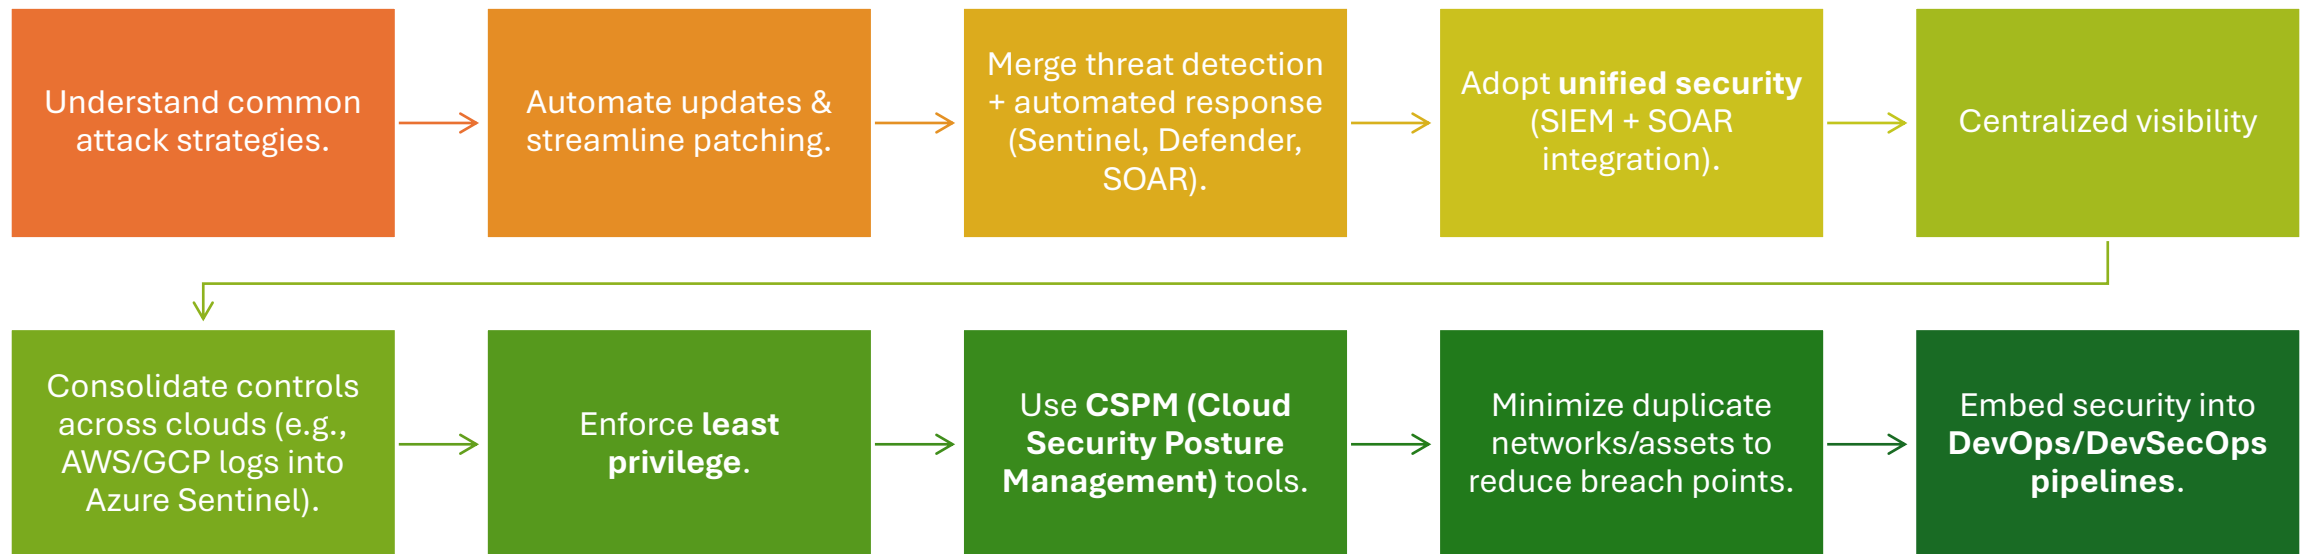 Understand common
attack strategies.
Automate updates &
streamline patching.
Merge threat detection
+ automated response
(Sentinel, Defender,
SOAR).
Adopt unified security
(SIEM + SOAR
integration).
Centralized visibility
Consolidate controls
across clouds (e.g.,
AWS/GCP logs into
Azure Sentinel).
Enforce least
privilege.
Use CSPM (Cloud
Security Posture
Management) tools.
Minimize duplicate
networks/assets to
reduce breach points.
Embed security into
DevOps/DevSecOps
pipelines.